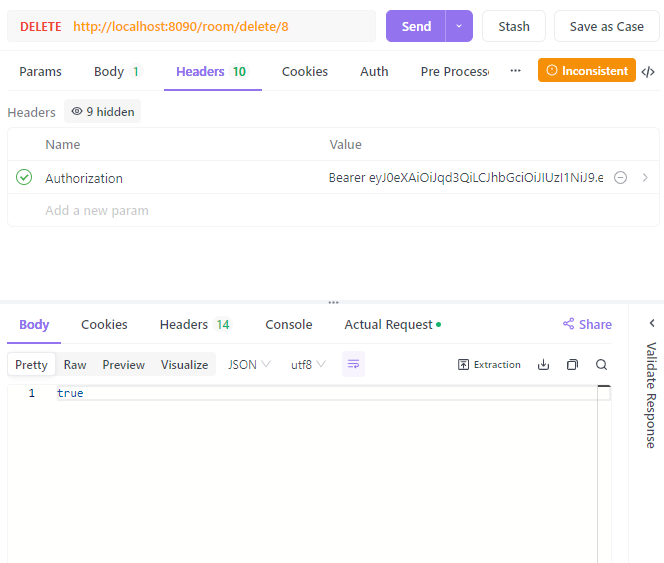 DELETE http://localhost:8090/room/delete/8 Send Stash Save as Case
Params Body 1 Headers 10 Cookies Auth Pre Processo ··· Inconsistent </>
Headers 9 hidden
Name Value
Authorization Bearer eyJ0eXAiOiJqd3QiLCJhbGciOiJIUzI1NiJ9.e
Add a new param
Body Cookies Headers 14 Console Actual Request Share
Pretty Raw Preview Visualize JSON utf8 Extraction
1 true
Validate Response